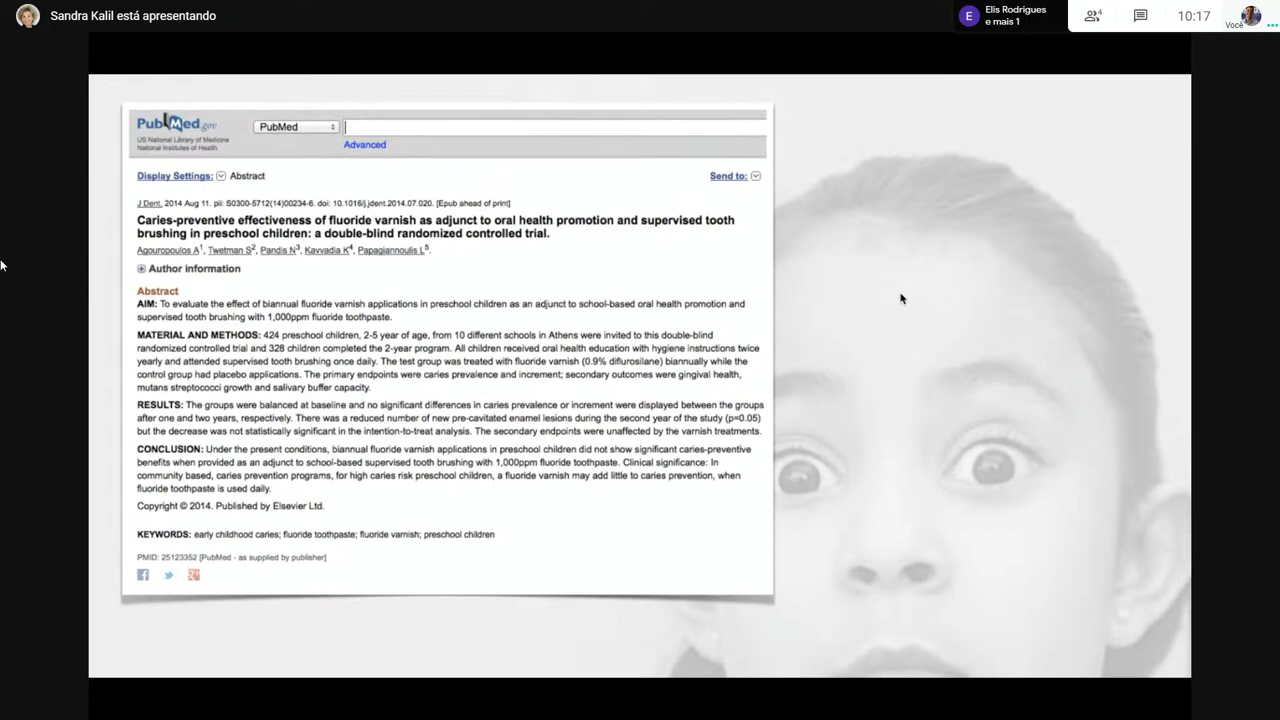 Sandra Kalil está apresentando
E
Elis Rodrigues
e mais 1
4
10:17
Você
PubMed.gov
US National Library of Medicine
National Institutes of Health
PubMed
Advanced
Display Settings: Abstract
Send to:
J Dent. 2014 Aug 11. pii: S0300-5712(14)00234-6. doi: 10.1016/j.jdent.2014.07.020. [Epub ahead of print]
Caries-preventive effectiveness of fluoride varnish as adjunct to oral health promotion and supervised tooth
brushing in preschool children: a double-blind randomized controlled trial.
Agouropoulos A1, Twetman S2, Pandis N3, Kavvadia K4, Papagiannoulis L5.
Author information
Abstract
AIM: To evaluate the effect of biannual fluoride varnish applications in preschool children as an adjunct to school-based oral health promotion and
supervised tooth brushing with 1,000ppm fluoride toothpaste.
MATERIAL AND METHODS: 424 preschool children, 2-5 year of age, from 10 different schools in Athens were invited to this double-blind
randomized controlled trial and 328 children completed the 2-year program. All children received oral health education with hygiene instructions twice
yearly and attended supervised tooth brushing once daily. The test group was treated with fluoride varnish (0.9% diflurosilane) biannually while the
control group had placebo applications. The primary endpoints were caries prevalence and increment; secondary outcomes were gingival health,
mutans streptococci growth and salivary buffer capacity.
RESULTS: The groups were balanced at baseline and no significant differences in caries prevalence or increment were displayed between the groups
after one and two years, respectively. There was a reduced number of new pre-cavitated enamel lesions during the second year of the study (p=0.05)
but the decrease was not statistically significant in the intention-to-treat analysis. The secondary endpoints were unaffected by the varnish treatments.
CONCLUSION: Under the present conditions, biannual fluoride varnish applications in preschool children did not show significant caries-preventive
benefits when provided as an adjunct to school-based supervised tooth brushing with 1,000ppm fluoride toothpaste. Clinical significance: In
community based, caries prevention programs, for high caries risk preschool children, a fluoride varnish may add little to caries prevention, when
fluoride toothpaste is used daily.
Copyright © 2014. Published by Elsevier Ltd.
KEYWORDS: early childhood caries; fluoride toothpaste; fluoride varnish; preschool children
PMID: 25123352 [PubMed - as supplied by publisher]